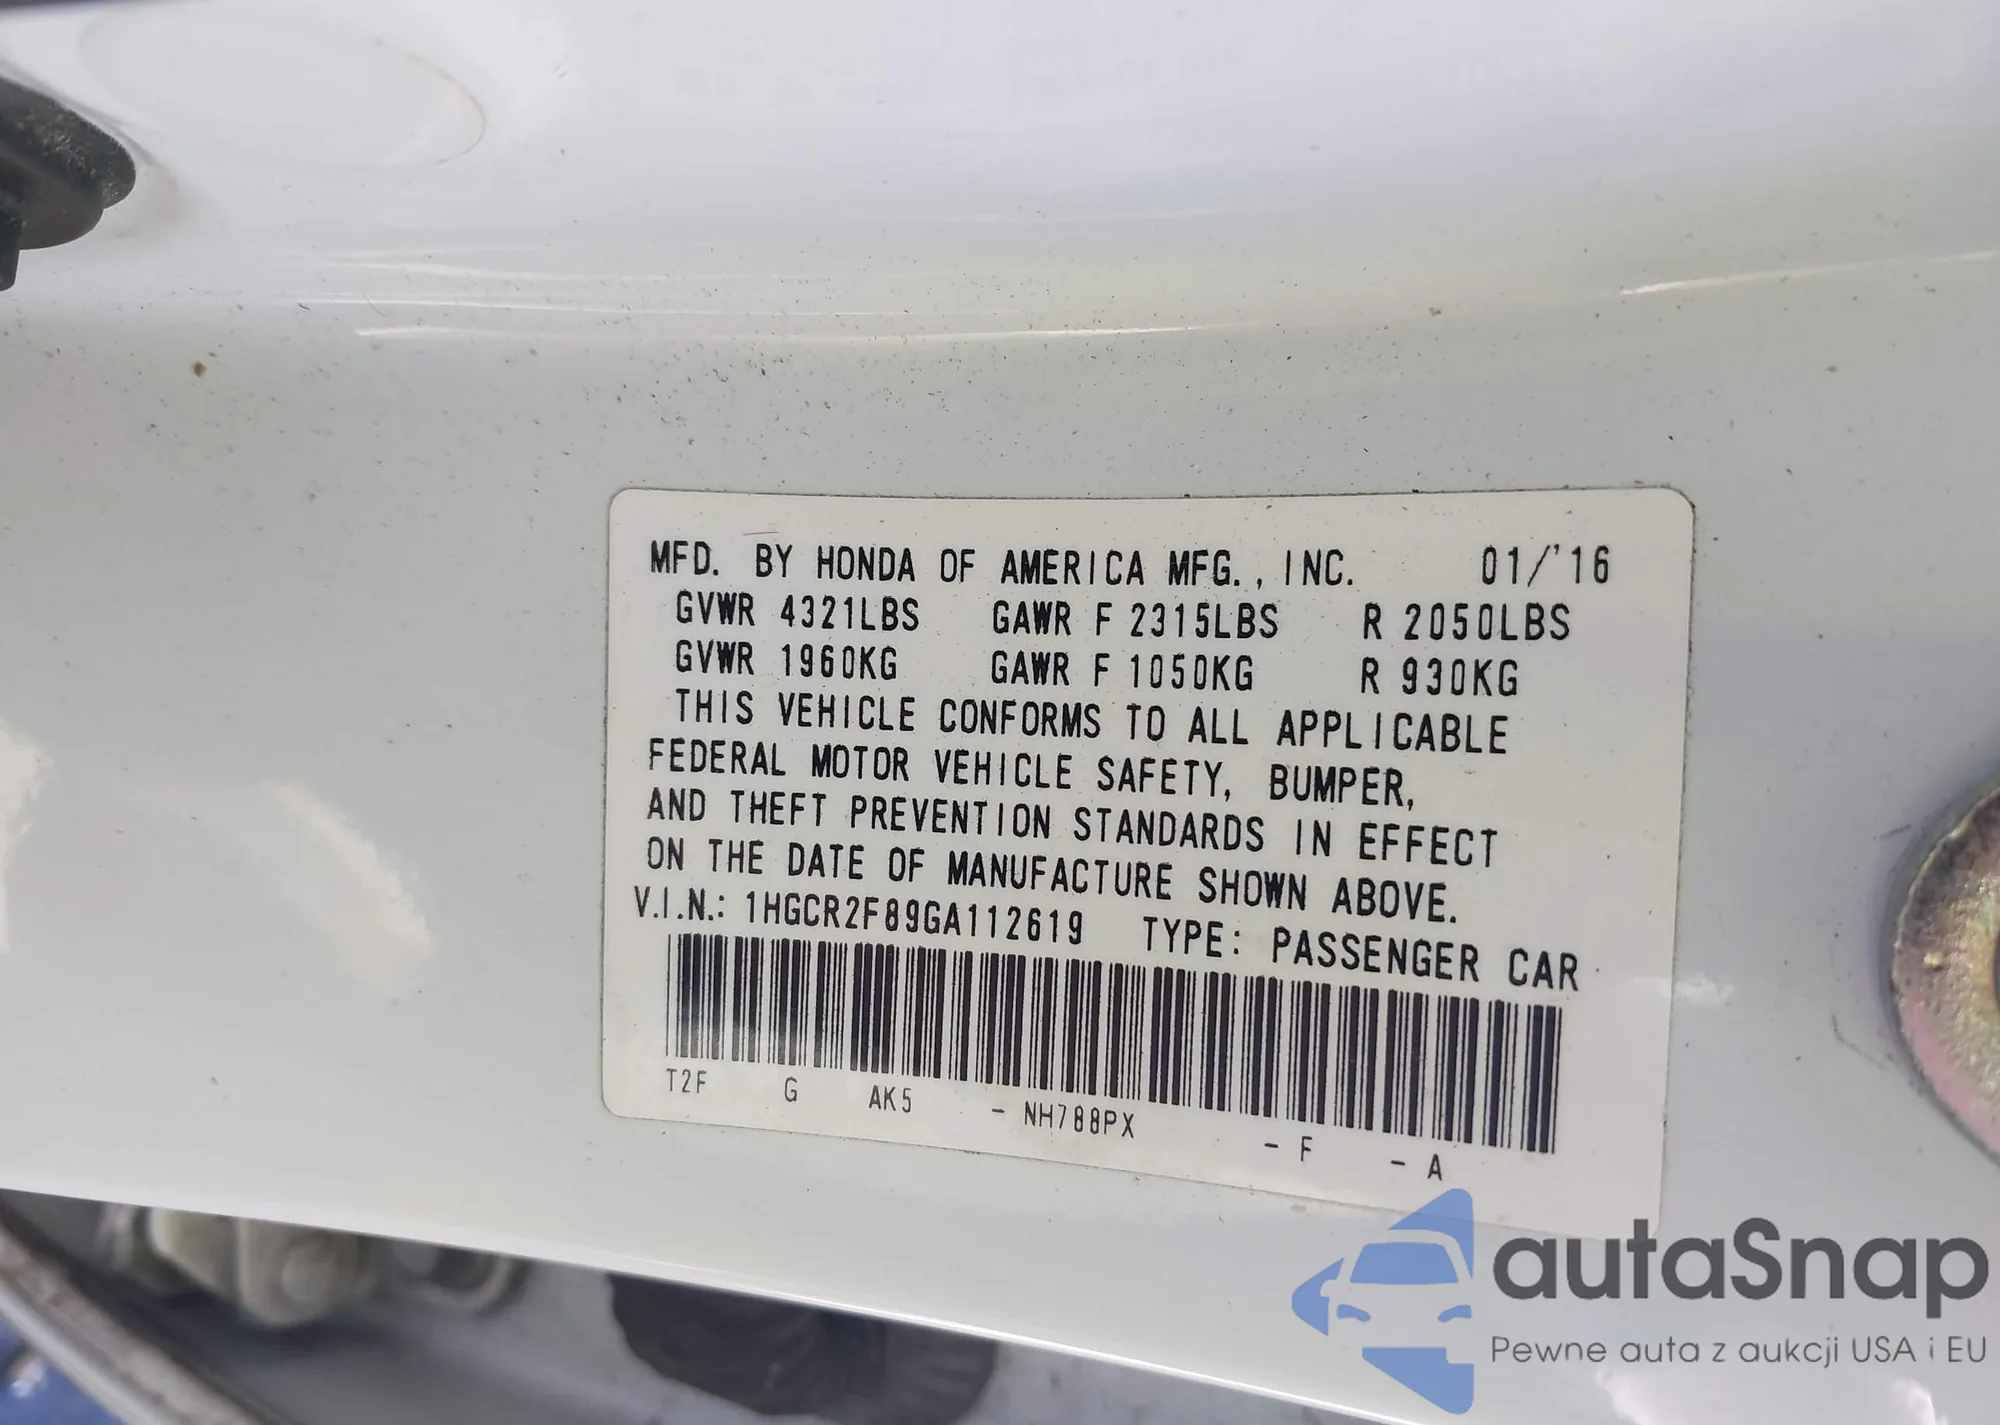 MFD. BY HONDA OF AMERICA MFG., INC. 01/'16
GVWR 4321LBS GAWR F 2315LBS R 2050LBS
GVWR 1960KG GAWR F 1050KG R 930KG
THIS VEHICLE CONFORMS TO ALL APPLICABLE
FEDERAL MOTOR VEHICLE SAFETY, BUMPER,
AND THEFT PREVENTION STANDARDS IN EFFECT
ON THE DATE OF MANUFACTURE SHOWN ABOVE.
V.I.N.: 1HGCR2F89GA112619 TYPE: PASSENGER CAR
T2F G AK5 - NH788PX - F - A
autaSnap
Pewne auta z aukcji USA i EU